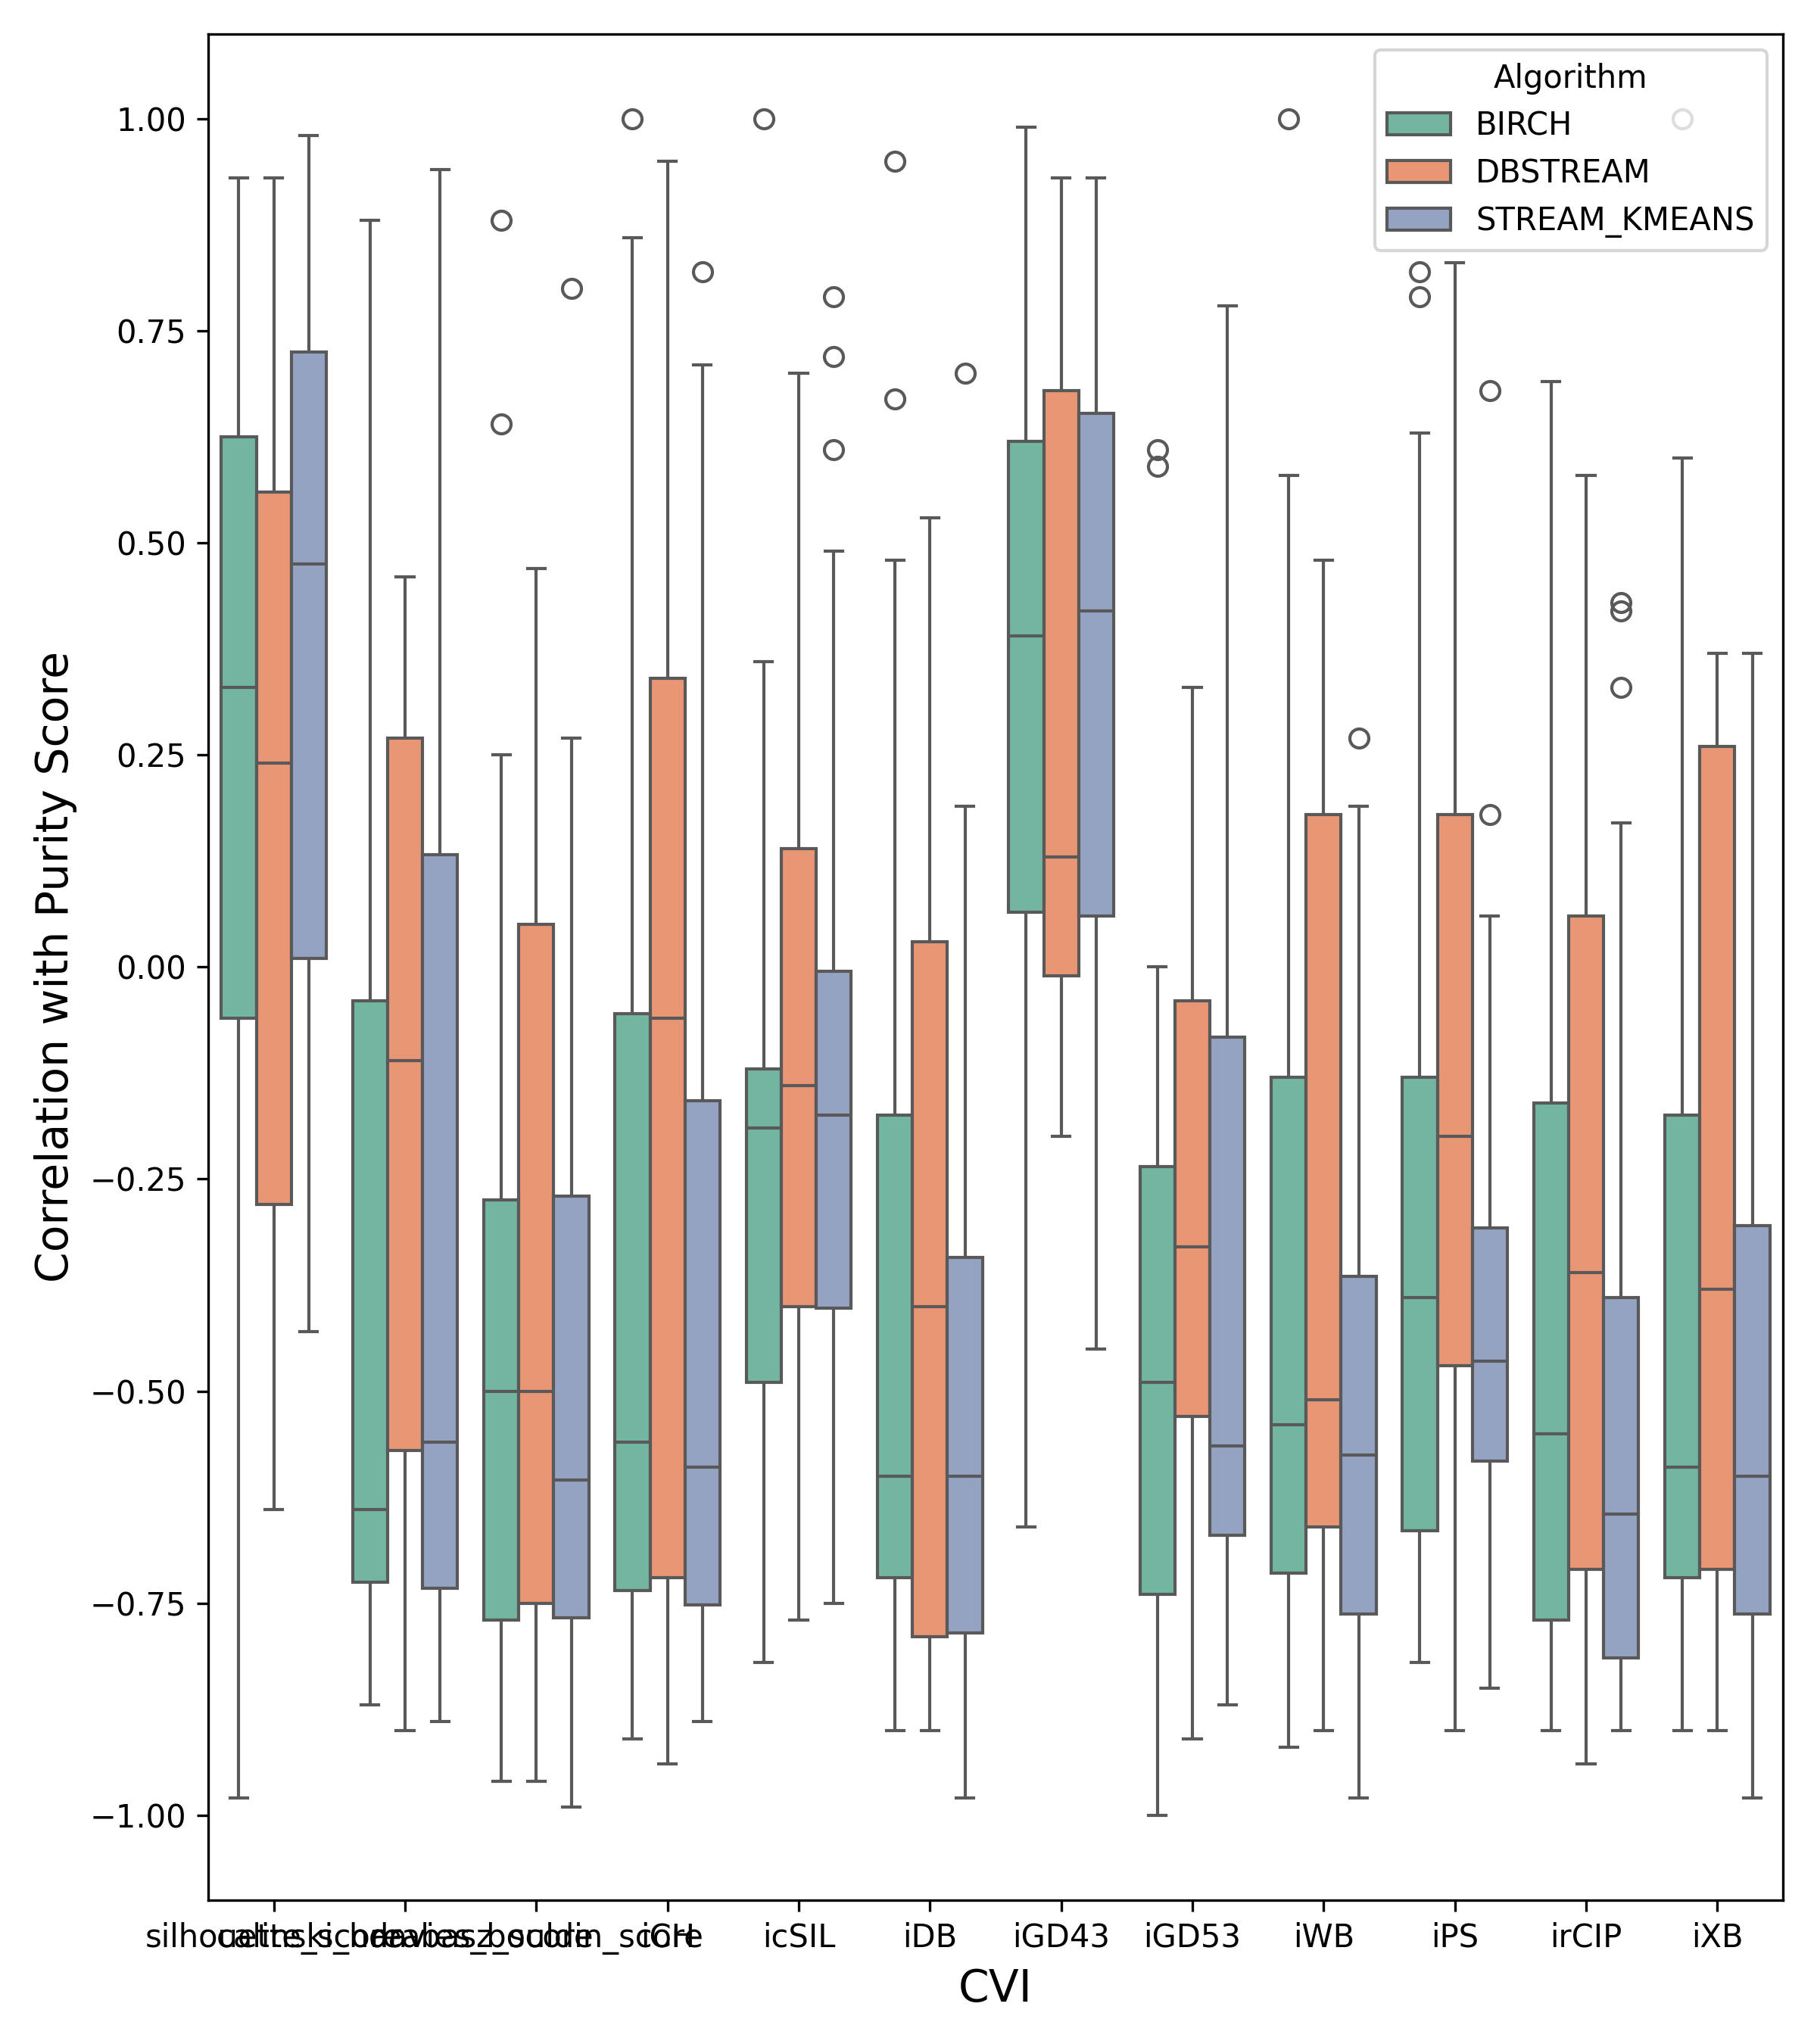 Algorithm
BIRCH
DBSTREAM
STREAM_KMEANS
1.00
0.75
0.50
0.25
0.00
−0.25
−0.50
−0.75
−1.00
Correlation with Purity Score
iCH
icSIL
iDB
iGD43
iGD53
iWB
iPS
irCIP
iXB
CVI